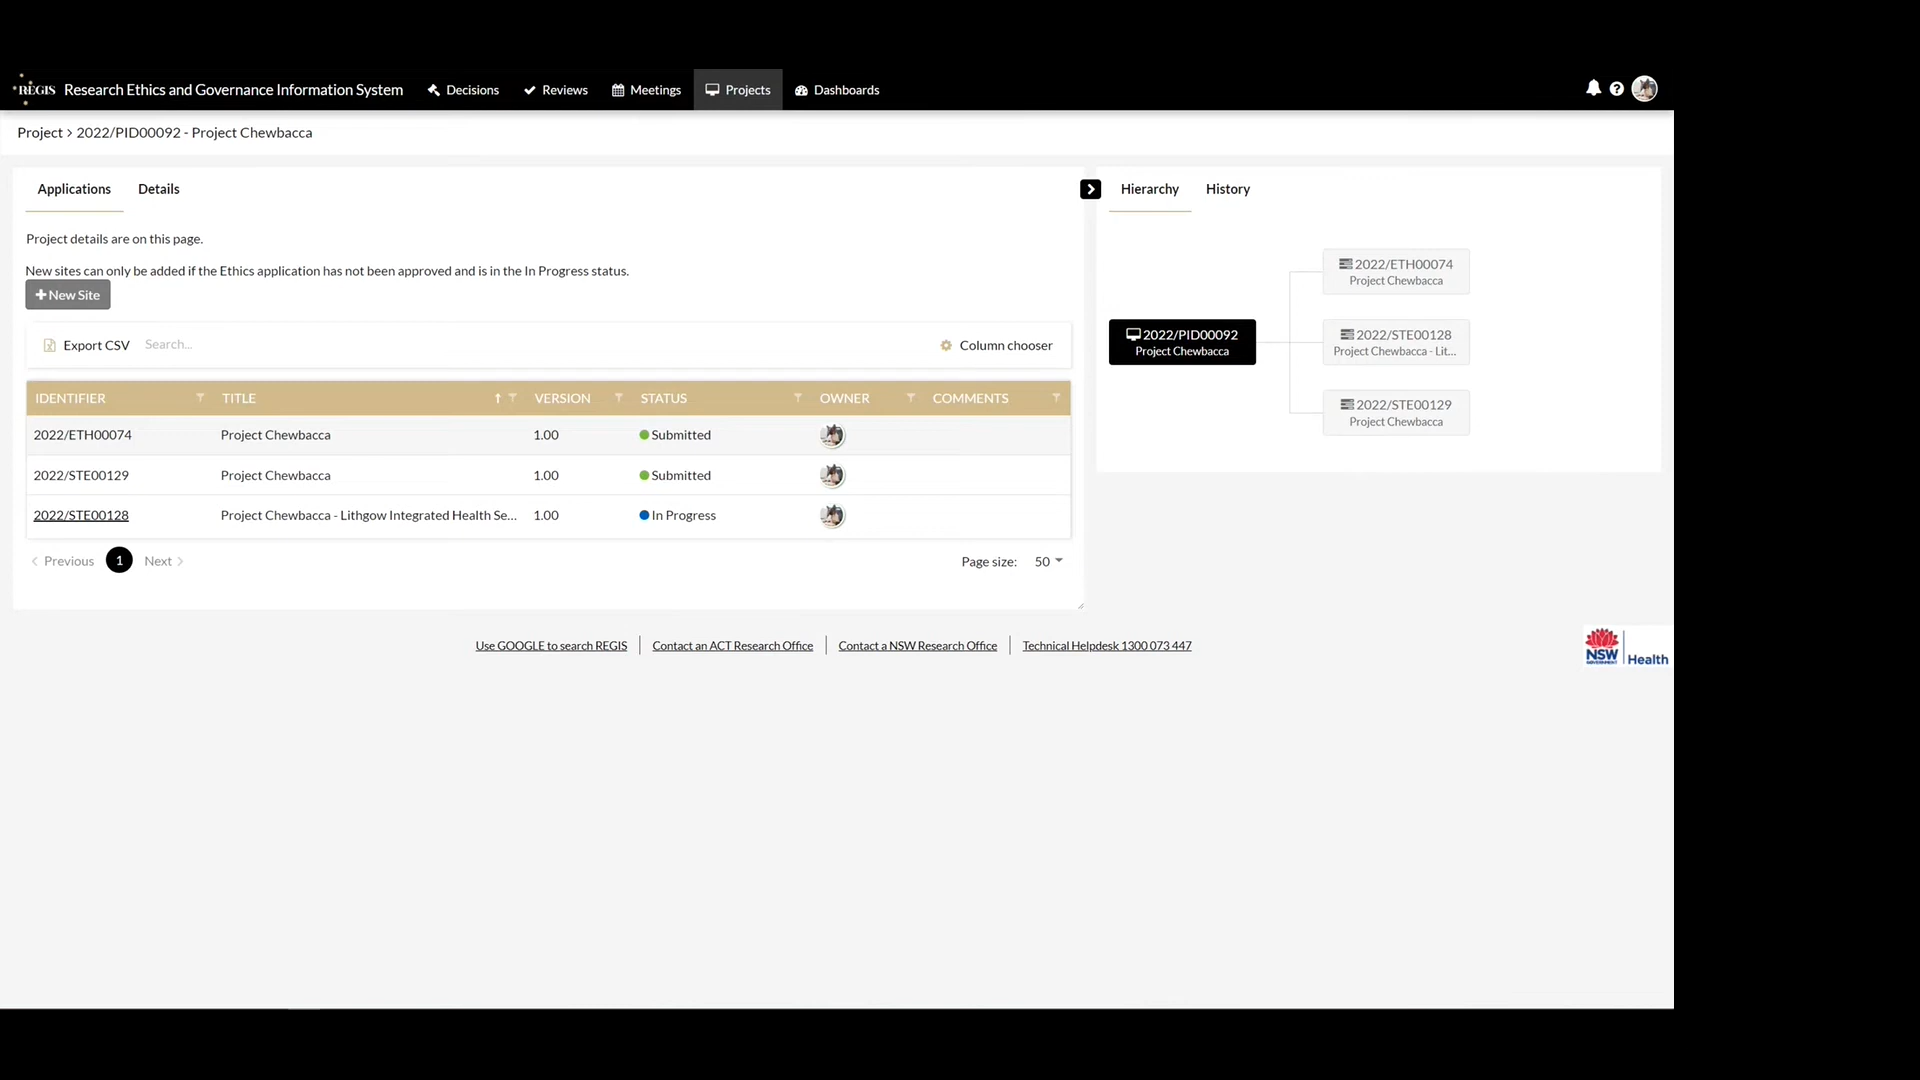 REGIS Research Ethics and Governance Information System Decisions Reviews Meetings Projects Dashboards
Project > 2022/PID00092 - Project Chewbacca
Applications Details
Project details are on this page.
New sites can only be added if the Ethics application has not been approved and is in the In Progress status.
New Site
Export CSV Search... Column chooser
IDENTIFIER TITLE VERSION STATUS OWNER COMMENTS
2022/ETH00074 Project Chewbacca 1.00 Submitted
2022/STE00129 Project Chewbacca 1.00 Submitted
2022/STE00128 Project Chewbacca - Lithgow Integrated Health Se... 1.00 In Progress
Previous 1 Next Page size: 50
Hierarchy History
2022/PID00092
Project Chewbacca
2022/ETH00074
Project Chewbacca
2022/STE00128
Project Chewbacca - Lit...
2022/STE00129
Project Chewbacca
Use GOOGLE to search REGIS Contact an ACT Research Office Contact a NSW Research Office Technical Helpdesk 1300 073 447
NSW
GOVERNMENT
Health